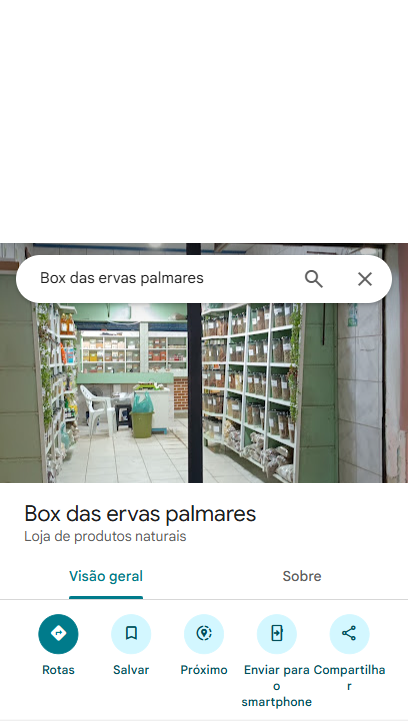 Box das ervas palmares
Box das ervas palmares
Loja de produtos naturais
Visão geral
Sobre
Rotas
Salvar
Próximo
Enviar para
o
smartphone
Compartilha
r